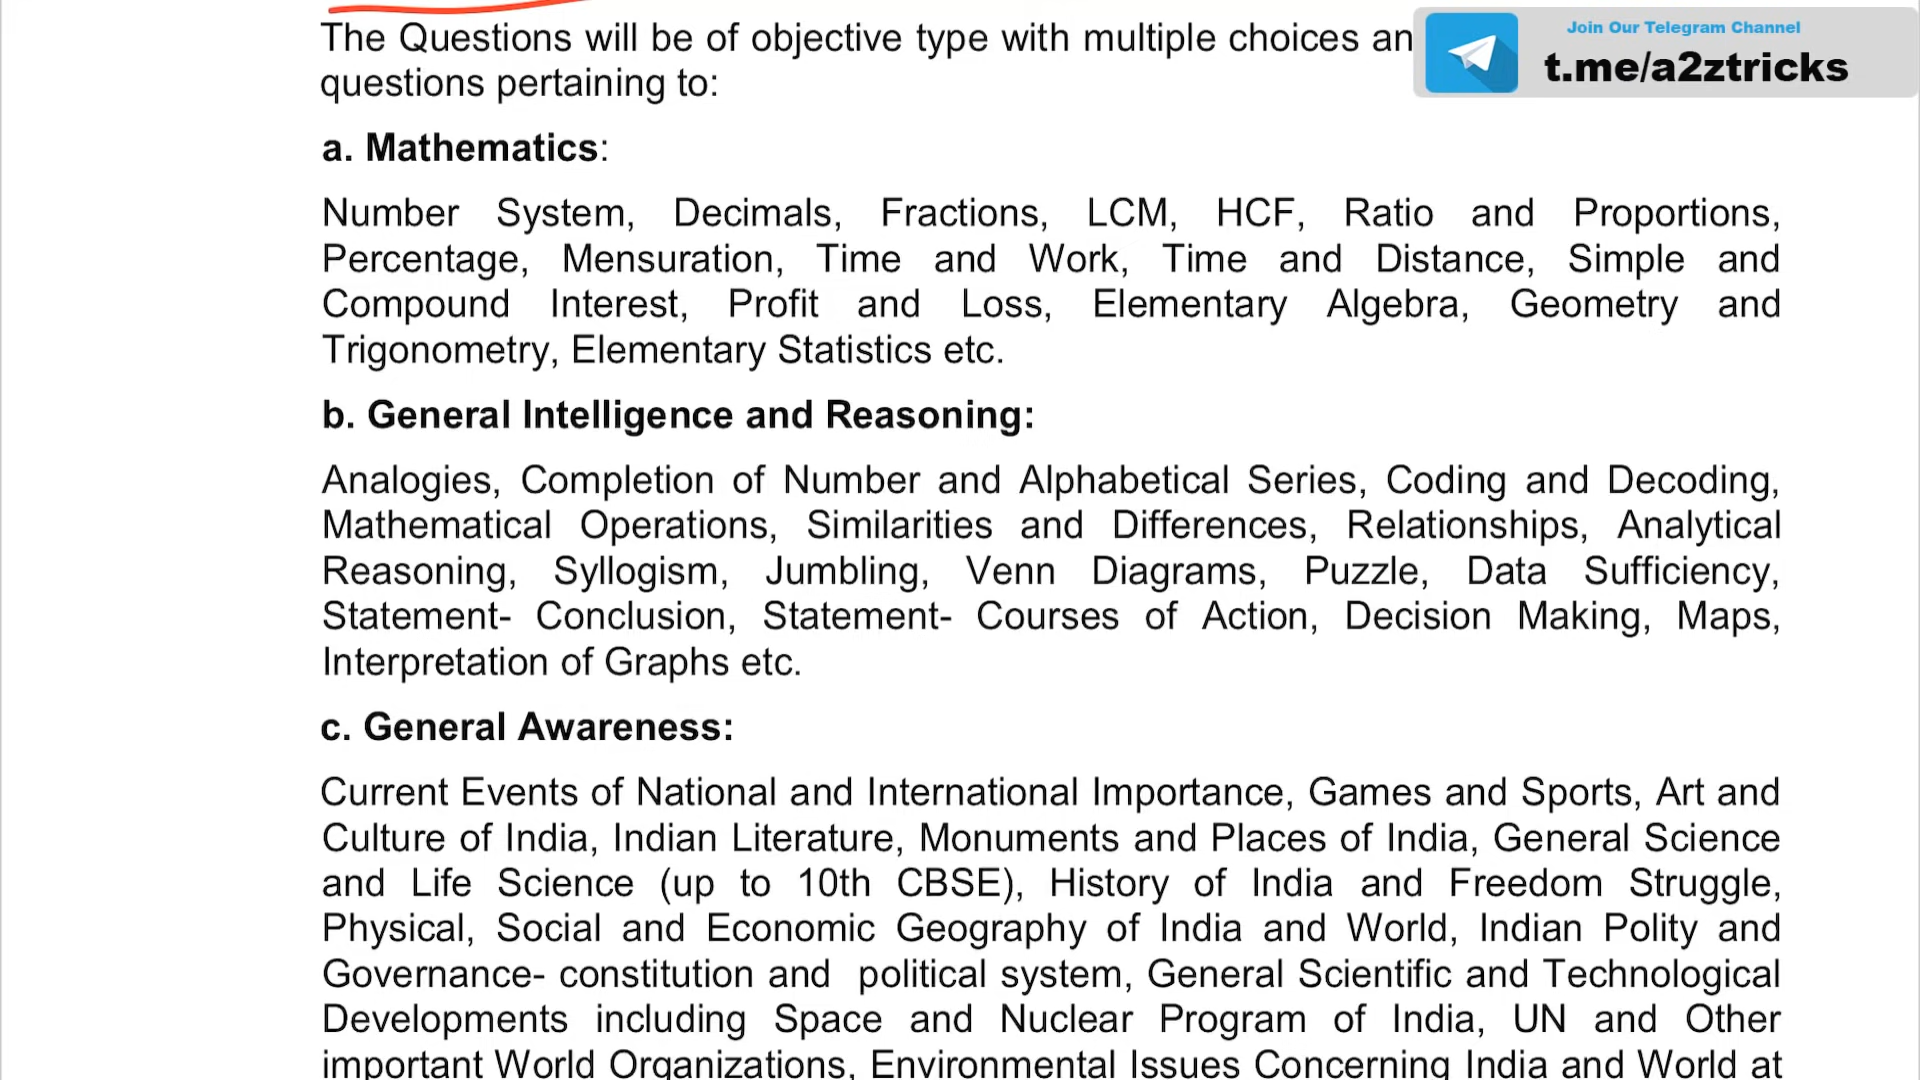 The Questions will be of objective type with multiple choices an
questions pertaining to:
Join Our Telegram Channel
t.me/a2ztricks
a. Mathematics:
Number System, Decimals, Fractions, LCM, HCF, Ratio and Proportions,
Percentage, Mensuration, Time and Work, Time and Distance, Simple and
Compound Interest, Profit and Loss, Elementary Algebra, Geometry and
Trigonometry, Elementary Statistics etc.
b. General Intelligence and Reasoning:
Analogies, Completion of Number and Alphabetical Series, Coding and Decoding,
Mathematical Operations, Similarities and Differences, Relationships, Analytical
Reasoning, Syllogism, Jumbling, Venn Diagrams, Puzzle, Data Sufficiency,
Statement- Conclusion, Statement- Courses of Action, Decision Making, Maps,
Interpretation of Graphs etc.
c. General Awareness:
Current Events of National and International Importance, Games and Sports, Art and
Culture of India, Indian Literature, Monuments and Places of India, General Science
and Life Science (up to 10th CBSE), History of India and Freedom Struggle,
Physical, Social and Economic Geography of India and World, Indian Polity and
Governance- constitution and political system, General Scientific and Technological
Developments including Space and Nuclear Program of India, UN and Other
important World Organizations, Environmental Issues Concerning India and World at